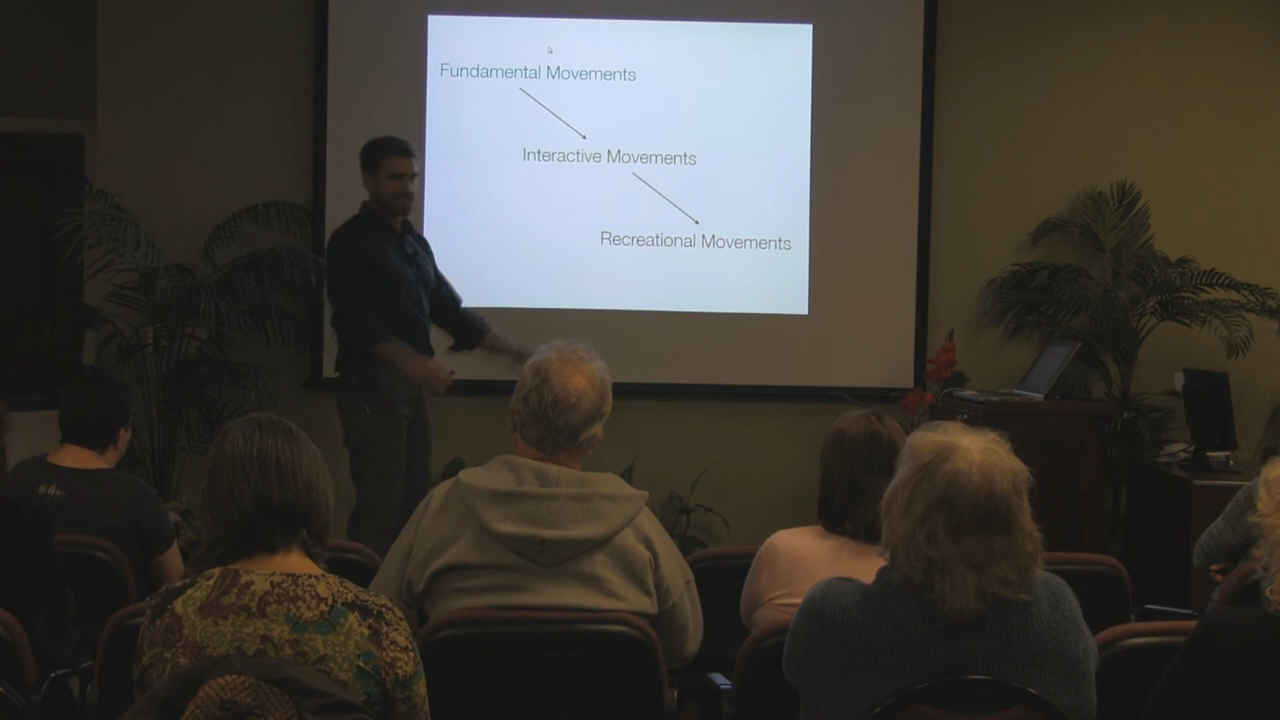 Fundamental Movements
Interactive Movements
Recreational Movements